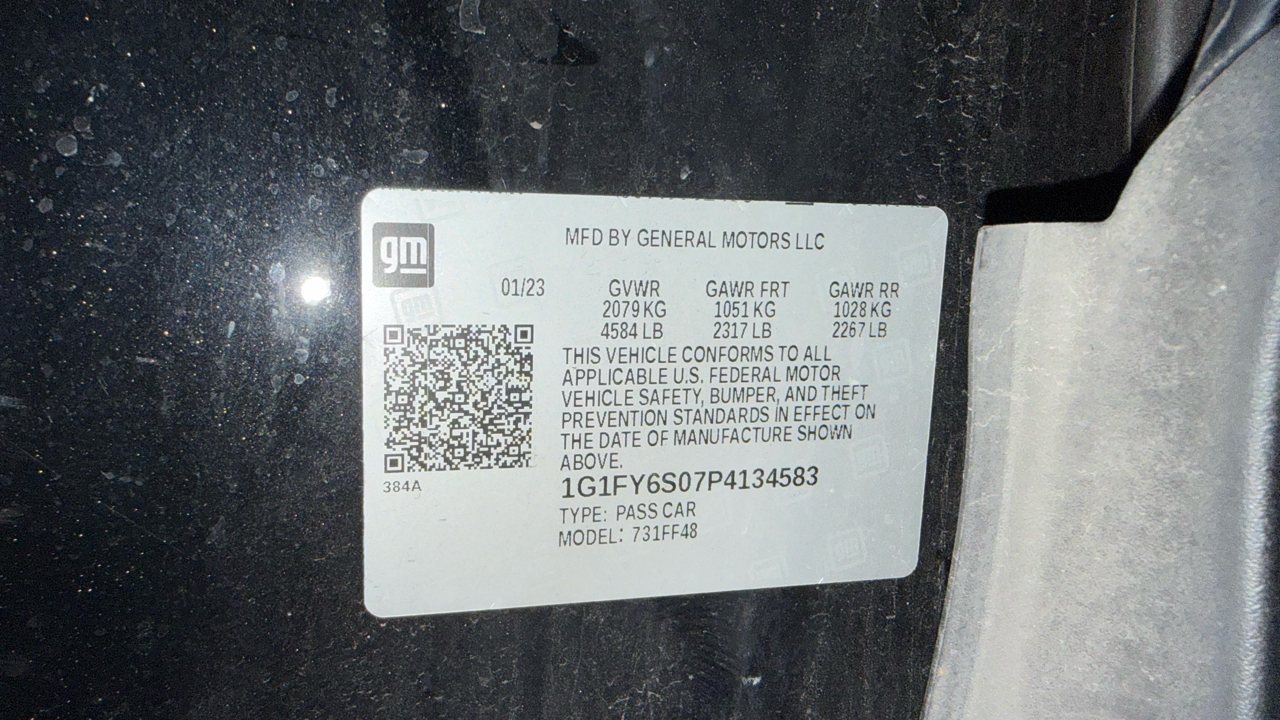 gm
MFD BY GENERAL MOTORS LLC
01/23 GVWR GAWR FRT GAWR RR
2079 KG 1051 KG 1028 KG
4584 LB 2317 LB 2267 LB
THIS VEHICLE CONFORMS TO ALL
APPLICABLE U.S. FEDERAL MOTOR
VEHICLE SAFETY, BUMPER, AND THEFT
PREVENTION STANDARDS IN EFFECT ON
THE DATE OF MANUFACTURE SHOWN
ABOVE.
384A
1G1FY6S07P4134583
TYPE: PASS CAR
MODEL: 731FF48